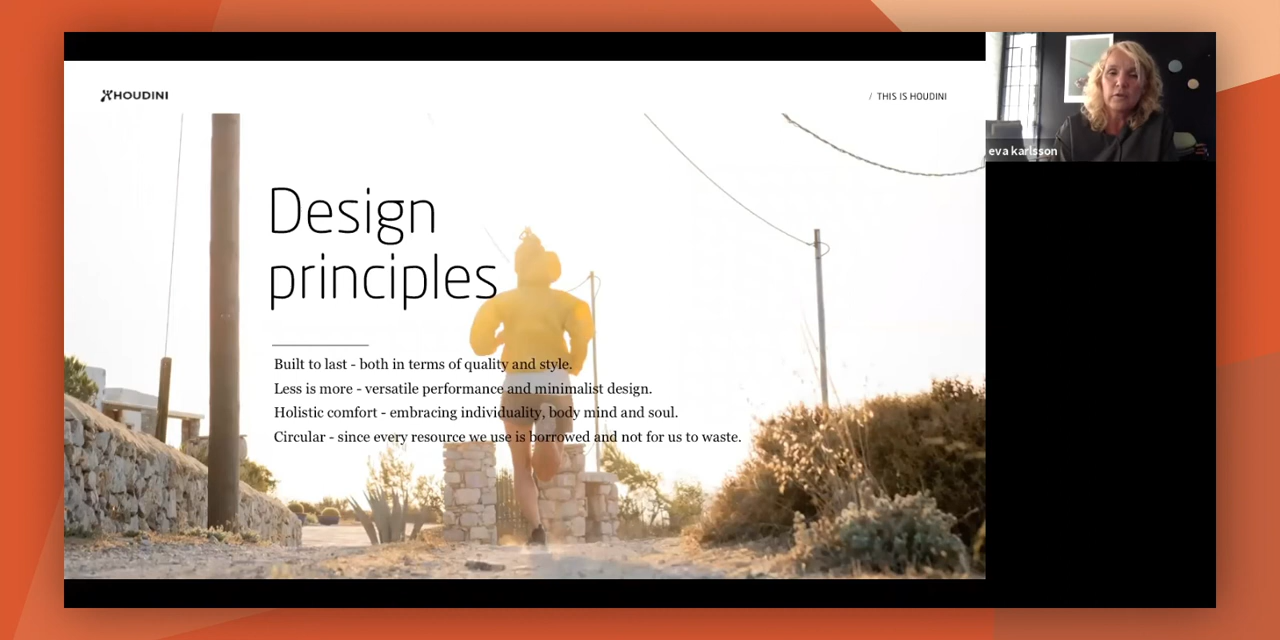 HOUDINI
/ THIS IS HOUDINI
eva karlsson
Design
principles
Built to last - both in terms of quality and style.
Less is more - versatile performance and minimalist design.
Holistic comfort - embracing individuality, body mind and soul.
Circular - since every resource we use is borrowed and not for us to waste.